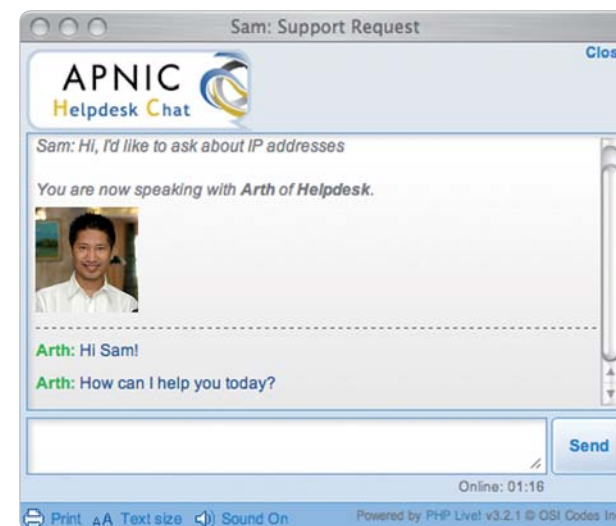 Sam: Support Request
Clos
APNIC
Helpdesk Chat
Sam: Hi, I'd like to ask about IP addresses
You are now speaking with Arth of Helpdesk.
Arth: Hi Sam!
Arth: How can I help you today?
Send
Online: 01:16
Print AA Text size Sound On Powered by PHP Live! v3.2.1 © OSI Codes Inc